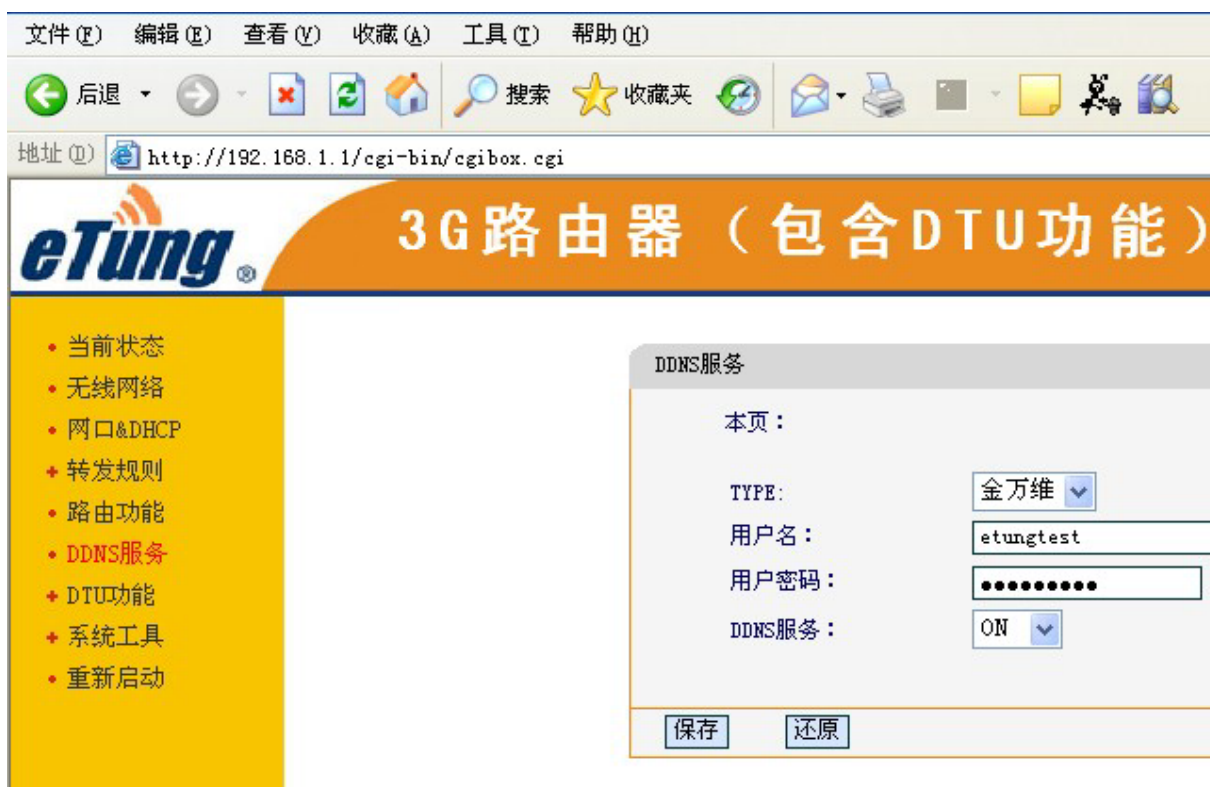 文件(F) 编辑(E) 查看(V) 收藏(A) 工具(T) 帮助(H)
后退 搜索 收藏夹
地址(D) http://192.168.1.1/cgi-bin/cgibox.cgi
eTung ® 3G路由器（包含DTU功能）
当前状态
无线网络
网口&DHCP
转发规则
路由功能
DDNS服务
DTU功能
系统工具
重新启动
DDNS服务
本页：
TYPE: 金万维
用户名： etungtest
用户密码： ●●●●●●●●●
DDNS服务： ON
保存 还原